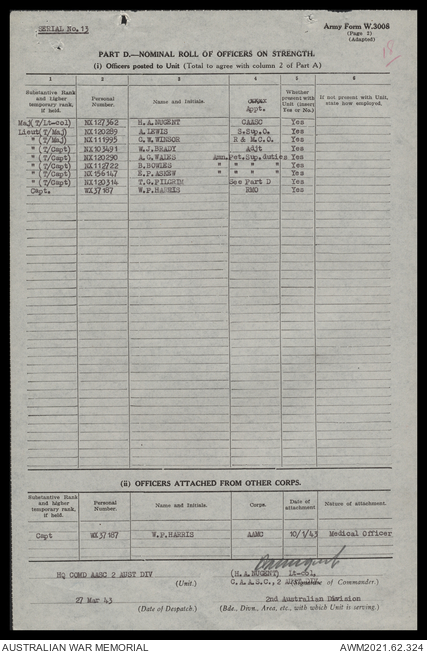 SERIAL No. 13
Army Form W.3008
(Page 2)
(Adapted)
18
PART D.—NOMINAL ROLL OF OFFICERS ON STRENGTH.
(i) Officers posted to Unit (Total to agree with column 2 of Part A)
1 2 3 4 5 6
Substantive Rank and higher temporary rank, if held. Personal Number. Name and Initials. Appt. Whether present with Unit (insert Yes or No.) If not present with Unit, state how employed.
Maj(T/Lt-col) NX127362 H.A.NUGENT CAASC Yes
Lieut(T/Maj) NX120289 A.LEWIS S.Sup.O. Yes
" (T/Maj) NX111995 G.W.WINSOR R & M.C.O. Yes
" (T/Capt) NX103491 W.J.BRADY Adjt Yes
" (T/Capt) NX120290 A.G.WALES Amn.Pet.Sup.duties Yes
" (T/Capt) NX112722 B.BOWLES " " " " Yes
" (T/Capt) NX156147 E.P.ASKEW " " " " Yes
" (T/Capt) NX120314 T.G.PILGRIM See Part D Yes
Capt. WX37187 W.P.HARRIS RMO Yes
(ii) OFFICERS ATTACHED FROM OTHER CORPS.
Substantive Rank and higher temporary rank, if held. Personal Number. Name and Initials. Corps. Date of attachment Nature of attachment.
Capt WX37187 W.P.HARRIS AAMC 10/1/43 Medical Officer
HQ COMD AASC 2 AUST DIV (H.A.NUGENT) Lt-col,
(Unit.) C.A.A.S.C., 2 AUST DIV. (Signature of Commander.)
27 Mar 43 2nd Australian Division
(Date of Despatch.) (Bde., Divn., Area, etc., with which Unit is serving.)
AUSTRALIAN WAR MEMORIAL AWM2021.62.324